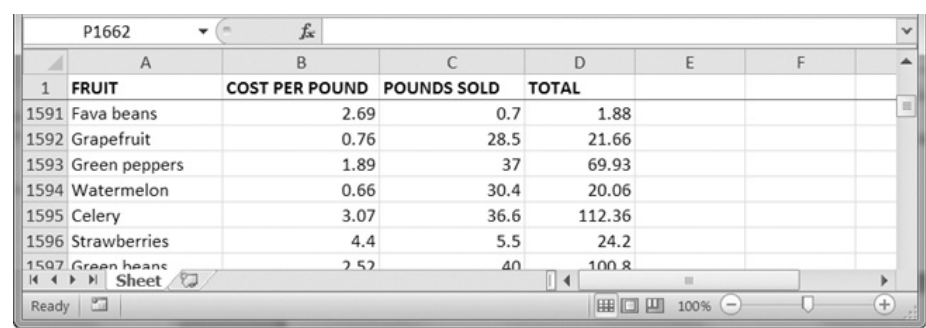 P1662 fx
A B C D E F
1 FRUIT COST PER POUND POUNDS SOLD TOTAL
1591 Fava beans 2.69 0.7 1.88
1592 Grapefruit 0.76 28.5 21.66
1593 Green peppers 1.89 37 69.93
1594 Watermelon 0.66 30.4 20.06
1595 Celery 3.07 36.6 112.36
1596 Strawberries 4.4 5.5 24.2
1597 Green beans 2.52 40 100.8
Sheet
Ready 100%